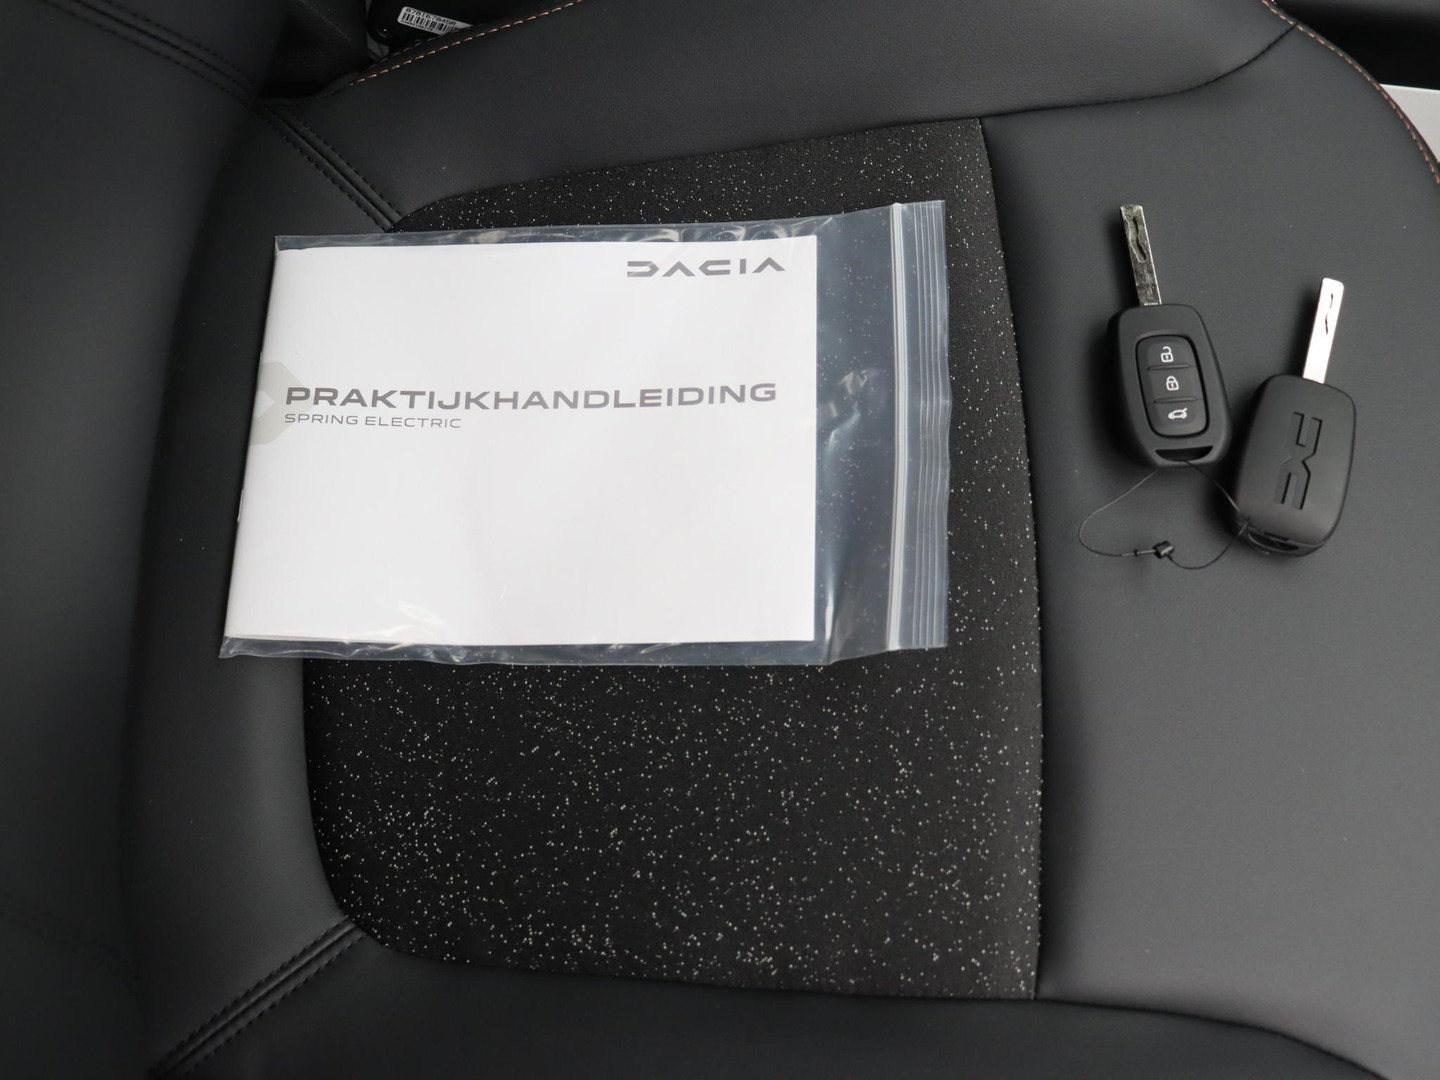 DACIA
PRAKTIJKHANDLEIDING
SPRING ELECTRIC